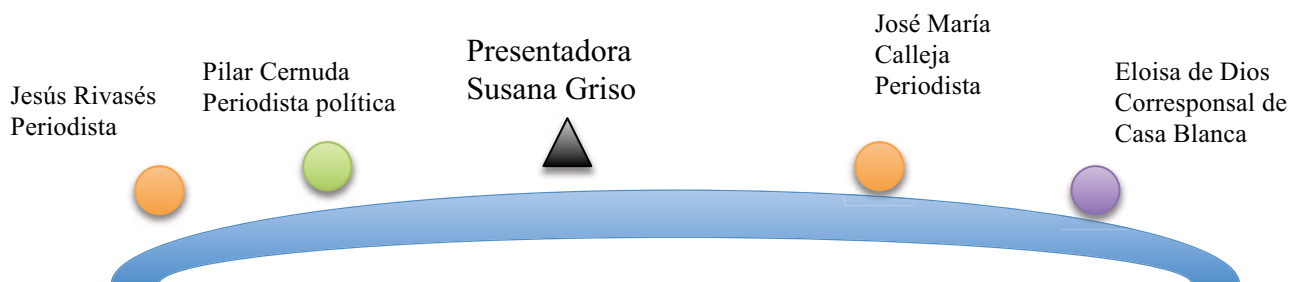 Jesús Rivasés
Periodista
Pilar Cernuda
Periodista política
Presentadora
Susana Griso
José María
Calleja
Periodista
Eloisa de Dios
Corresponsal de
Casa Blanca